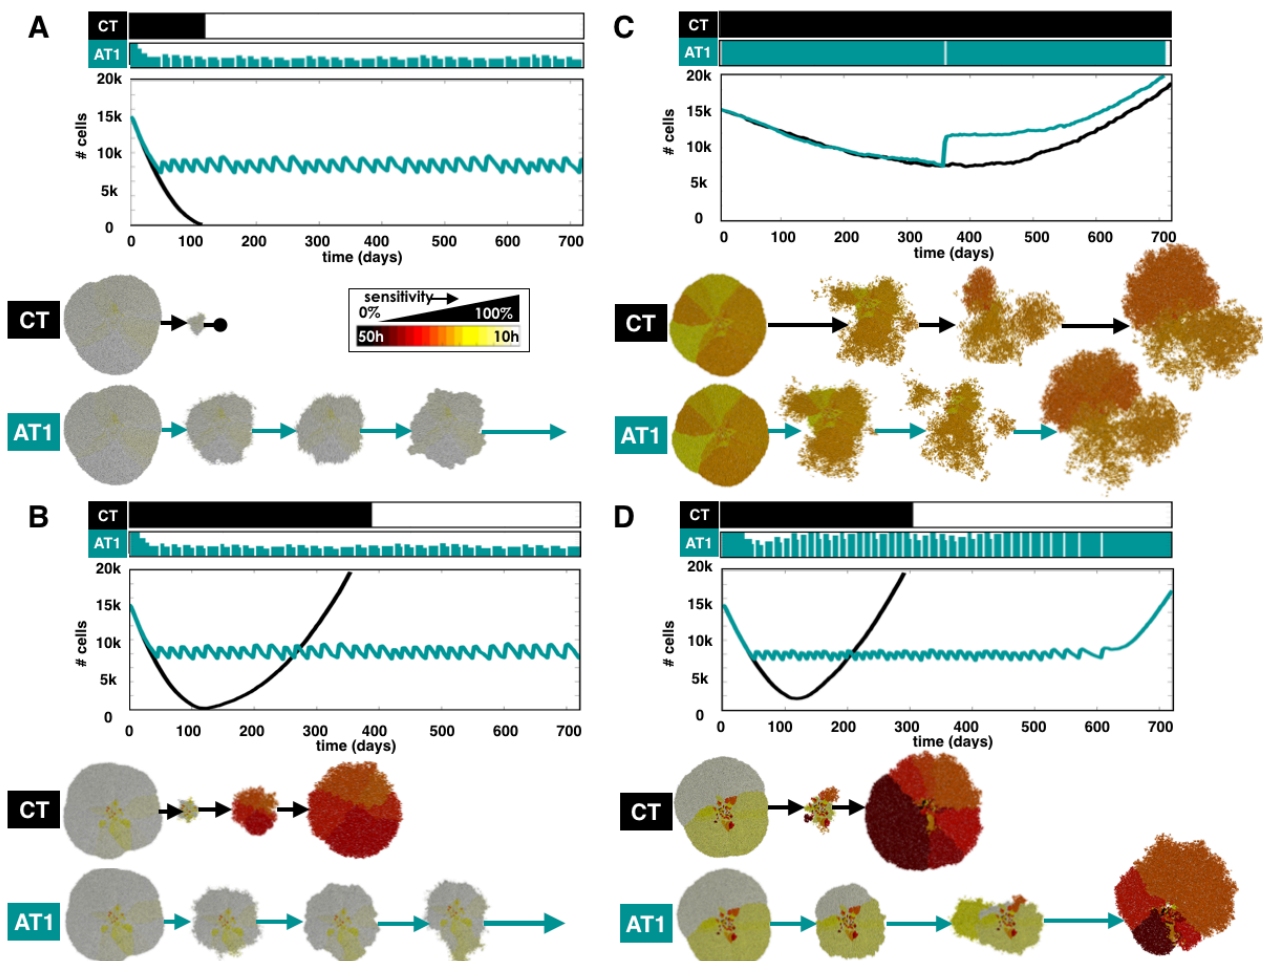 A
CT
AT1
20k
15k
10k
5k
0
# cells
0 100 200 300 400 500 600 700
time (days)
CT
sensitivity
0% 100%
50h 10h
AT1
C
CT
AT1
20k
15k
10k
5k
0
# cells
0 100 200 300 400 500 600 700
time (days)
CT
AT1
B
CT
AT1
20k
15k
10k
5k
0
# cells
0 100 200 300 400 500 600 700
time (days)
CT
AT1
D
CT
AT1
20k
15k
10k
5k
0
# cells
0 100 200 300 400 500 600 700
time (days)
CT
AT1